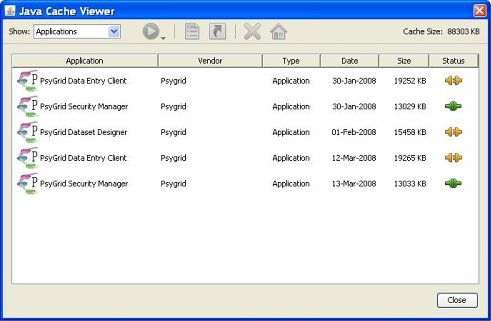 Java Cache Viewer
Show: Applications Cache Size: 88303 KB
Application Vendor Type Date Size Status
P PsyGrid Data Entry Client Psygrid Application 30-Jan-2008 19252 KB
P PsyGrid Security Manager Psygrid Application 30-Jan-2008 13029 KB
P PsyGrid Dataset Designer Psygrid Application 01-Feb-2008 15458 KB
P PsyGrid Data Entry Client Psygrid Application 12-Mar-2008 19265 KB
P PsyGrid Security Manager Psygrid Application 13-Mar-2008 13033 KB
Close